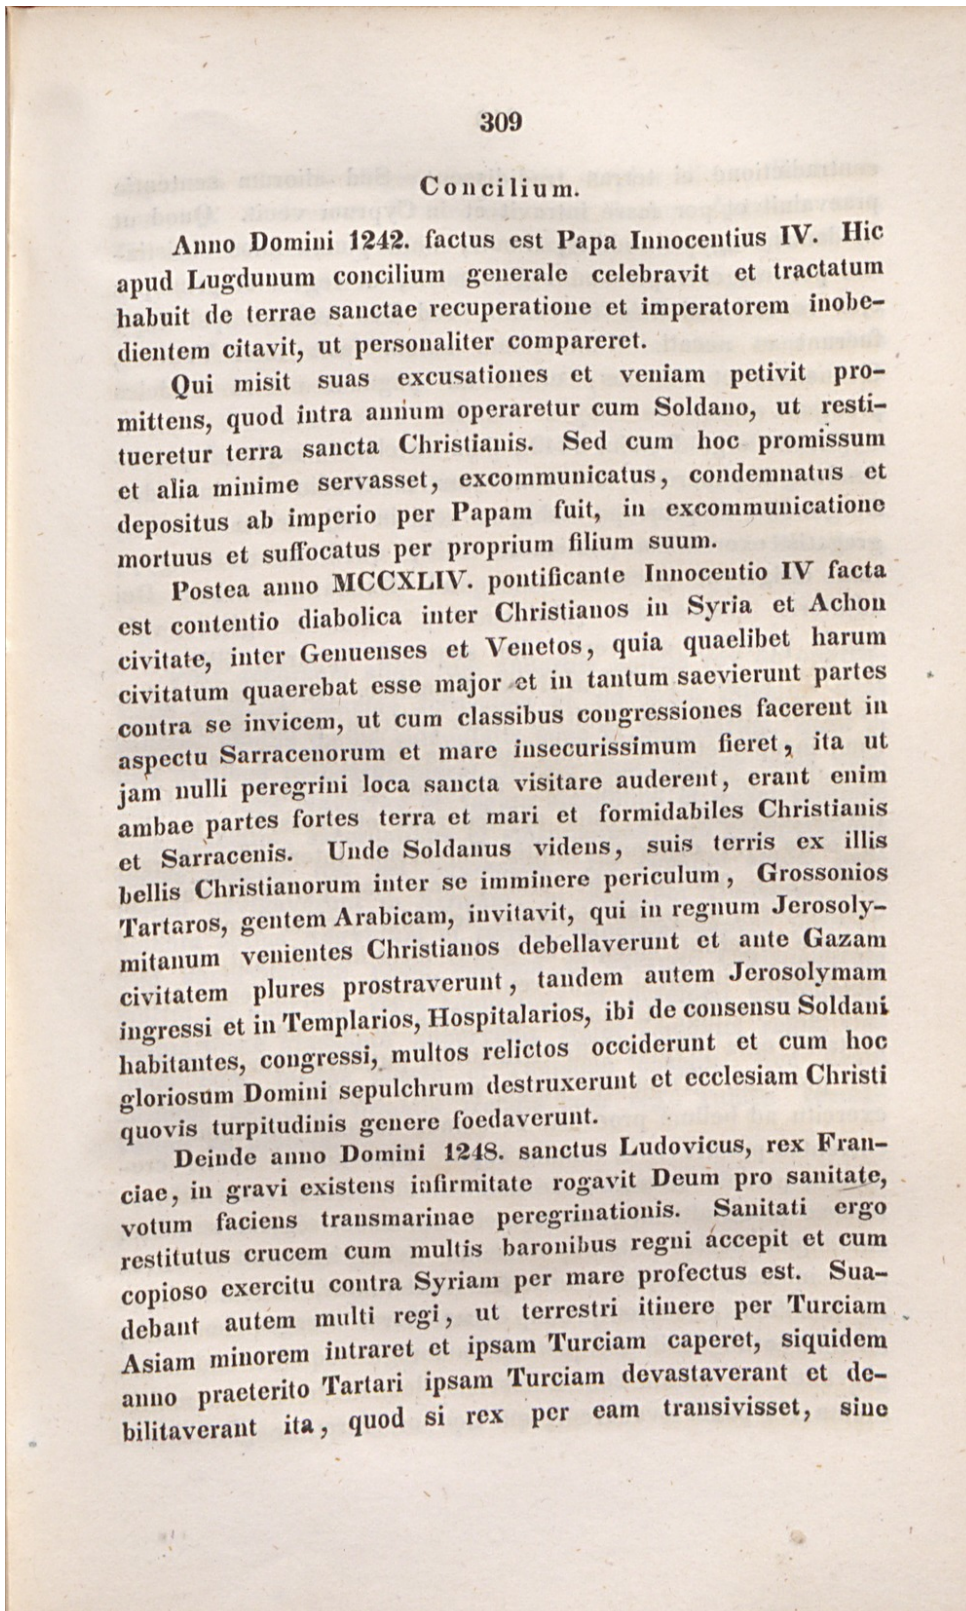 309
Concilium.
Anno Domini 1242. factus est Papa Innocentius IV. Hic
apud Lugdunum concilium generale celebravit et tractatum
habuit de terrae sanctae recuperatione et imperatorem inobe-
dientem citavit, ut personaliter compareret.
Qui misit suas excusationes et veniam petivit pro-
mittens, quod intra annum operaretur cum Soldano, ut resti-
tueretur terra sancta Christianis. Sed cum hoc promissum
et alia minime servasset, excommunicatus, condemnatus et
depositus ab imperio per Papam fuit, in excommunicatione
mortuus et suffocatus per proprium filium suum.
Postea anno MCCXLIV. pontificante Innocentio IV facta
est contentio diabolica inter Christianos in Syria et Achon
civitate, inter Genuenses et Venetos, quia quaelibet harum
civitatum quaerebat esse major et in tantum saevierunt partes
contra se invicem, ut cum classibus congressiones facerent in
aspectu Sarracenorum et mare insecurissimum fieret, ita ut
jam nulli peregrini loca sancta visitare auderent, erant enim
ambae partes fortes terra et mari et formidabiles Christianis
et Sarracenis. Unde Soldanus videns, suis terris ex illis
bellis Christianorum inter se imminere periculum, Grossonios
Tartaros, gentem Arabicam, invitavit, qui in regnum Jerosoly-
mitanum venientes Christianos debellaverunt et ante Gazam
civitatem plures prostraverunt, tandem autem Jerosolymam
ingressi et in Templarios, Hospitalarios, ibi de consensu Soldani
habitantes, congressi, multos relictos occiderunt et cum hoc
gloriosum Domini sepulchrum destruxerunt et ecclesiam Christi
quovis turpitudinis genere foedaverunt.
Deinde anno Domini 1248. sanctus Ludovicus, rex Fran-
ciae, in gravi existens infirmitate rogavit Deum pro sanitate,
votum faciens transmarinae peregrinationis. Sanitati ergo
restitutus crucem cum multis baronibus regni accepit et cum
copioso exercitu contra Syriam per mare profectus est. Sua-
debant autem multi regi, ut terrestri itinere per Turciam
Asiam minorem intraret et ipsam Turciam caperet, siquidem
anno praeterito Tartari ipsam Turciam devastaverant et de-
bilitaverant ita, quod si rex per eam transivisset, sine